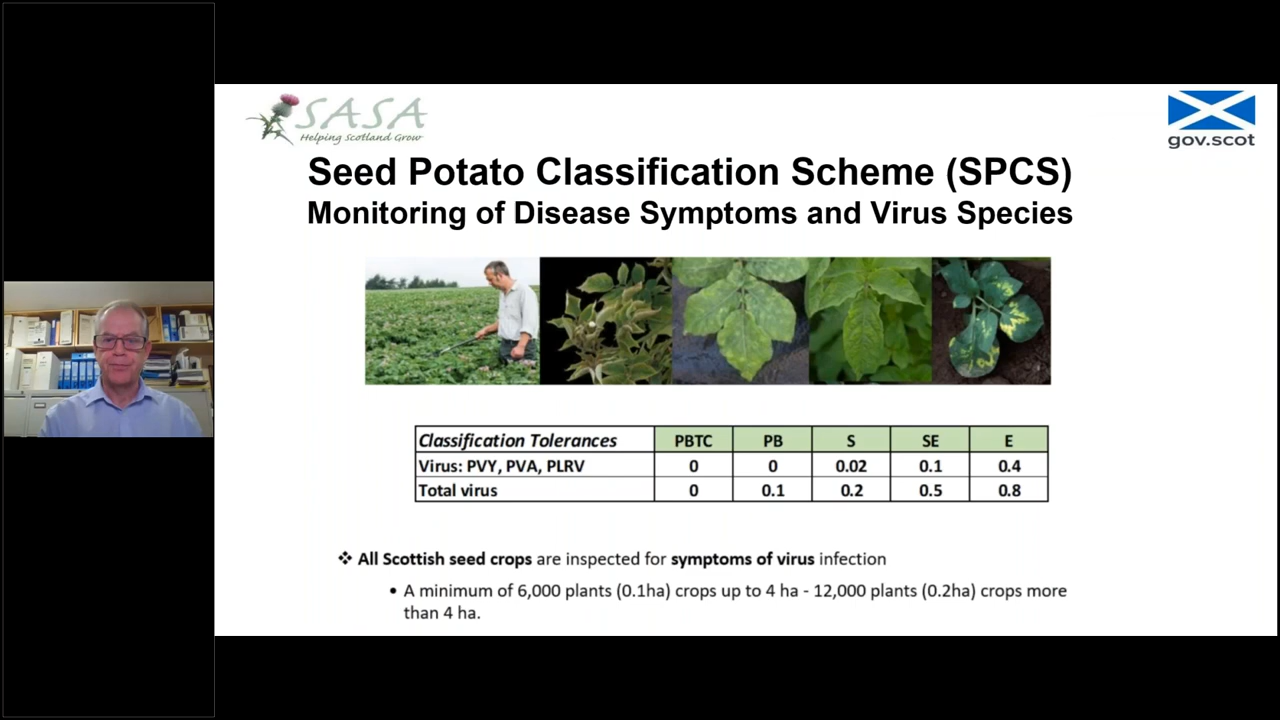 SASA
Helping Scotland Grow
gov.scot
Seed Potato Classification Scheme (SPCS)
Monitoring of Disease Symptoms and Virus Species
Classification Tolerances PBTC PB S SE E
Virus: PVY, PVA, PLRV 0 0 0.02 0.1 0.4
Total virus 0 0.1 0.2 0.5 0.8
❖ All Scottish seed crops are inspected for symptoms of virus infection
• A minimum of 6,000 plants (0.1ha) crops up to 4 ha - 12,000 plants (0.2ha) crops more
than 4 ha.